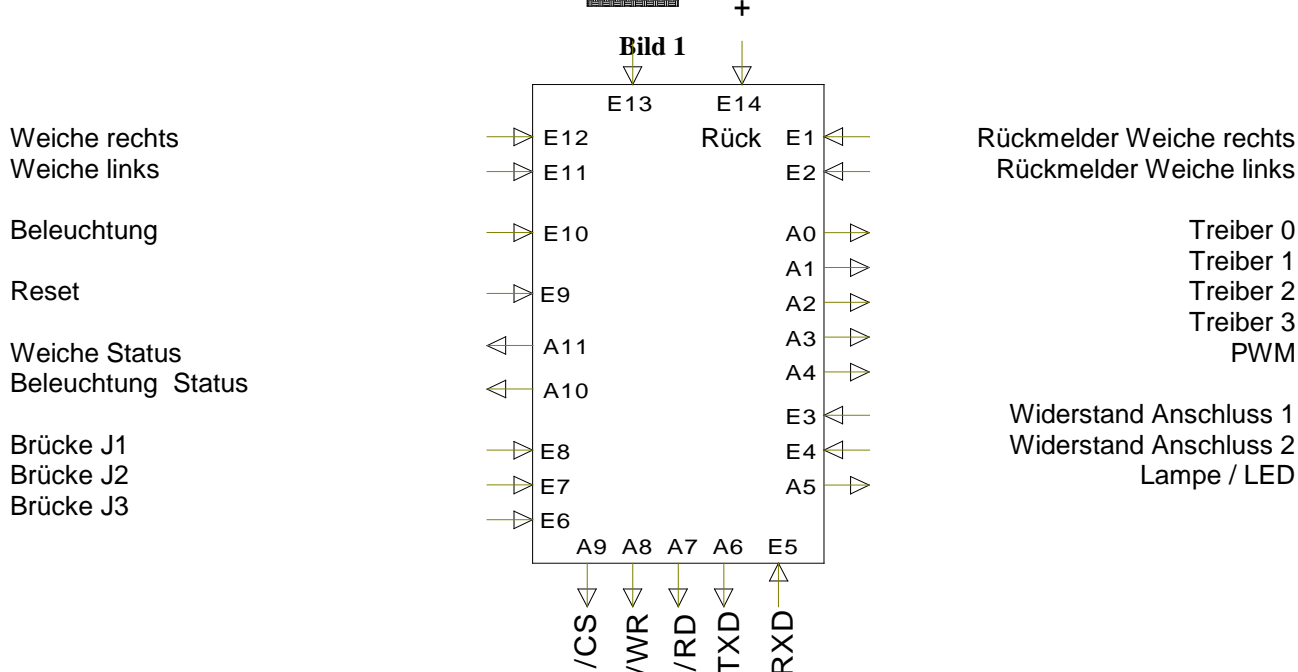 +
Bild 1
E13 E14
Weiche rechts E12 Rück E1 Rückmelder Weiche rechts
Weiche links E11 E2 Rückmelder Weiche links
Beleuchtung E10 A0 Treiber 0
A1 Treiber 1
Reset E9 A2 Treiber 2
A3 Treiber 3
Weiche Status A11 A4 PWM
Beleuchtung Status A10
E3 Widerstand Anschluss 1
Brücke J1 E8 E4 Widerstand Anschluss 2
Brücke J2 E7 A5 Lampe / LED
Brücke J3 E6
A9 A8 A7 A6 E5
/CS /WR /RD TXD RXD